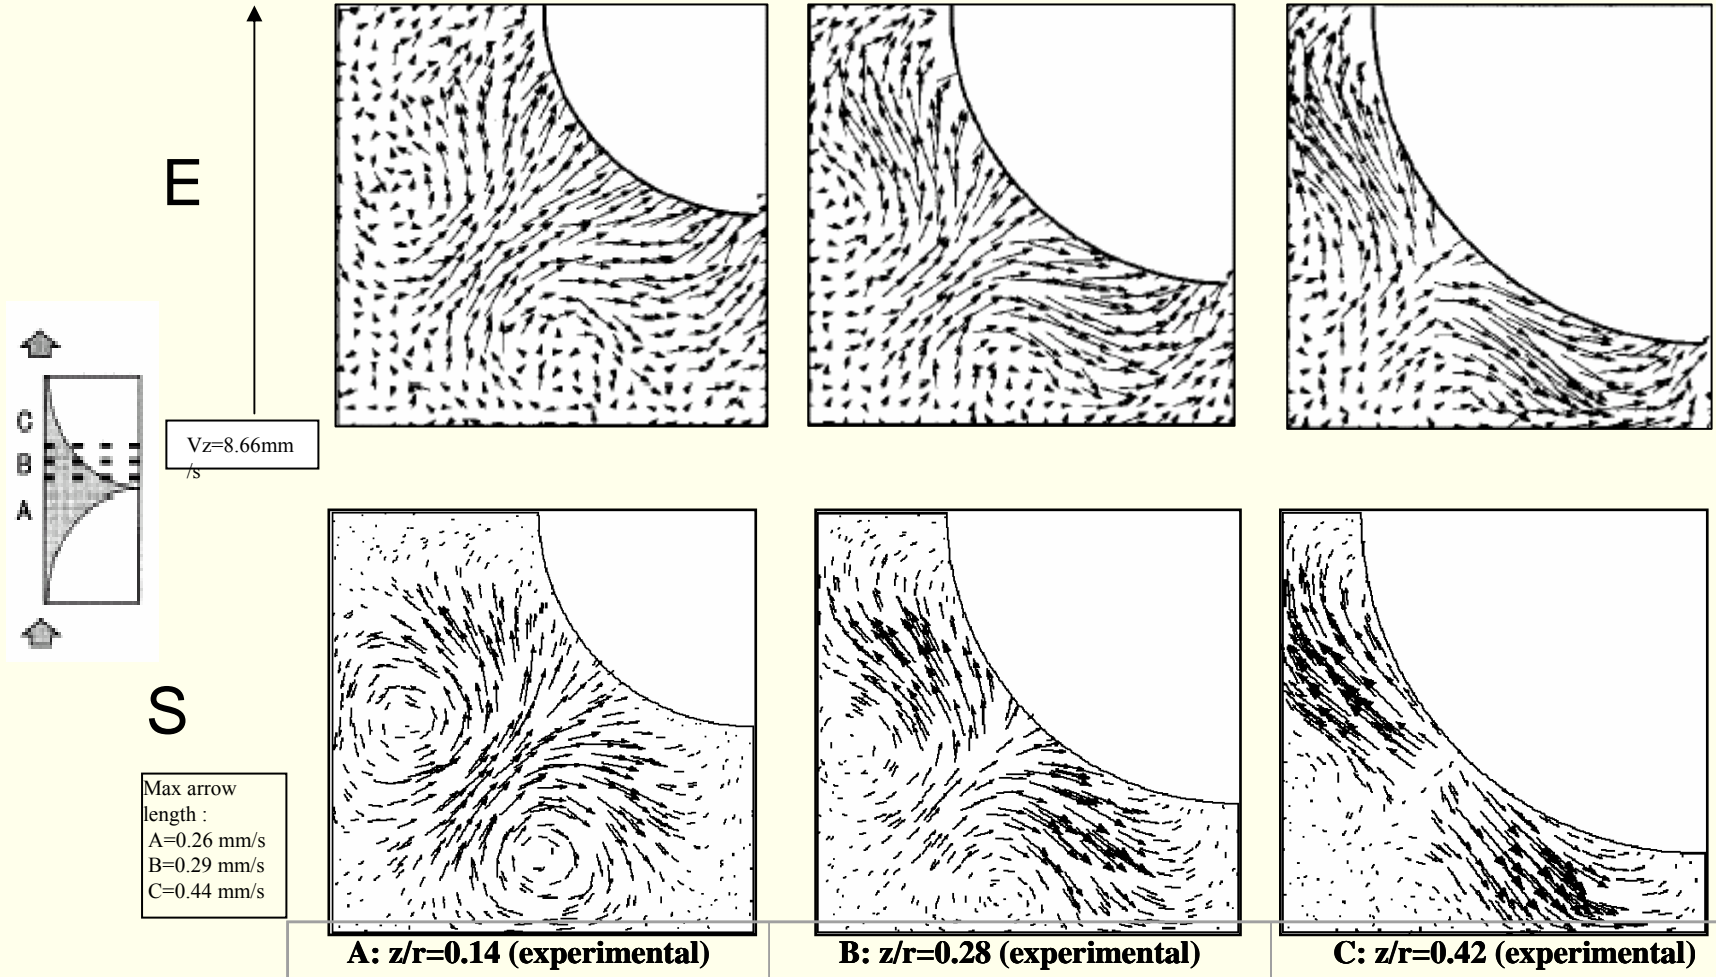 E
C
B
A
Vz=8.66mm
/s
S
Max arrow
length :
A=0.26 mm/s
B=0.29 mm/s
C=0.44 mm/s
A: z/r=0.14 (experimental)
B: z/r=0.28 (experimental)
C: z/r=0.42 (experimental)